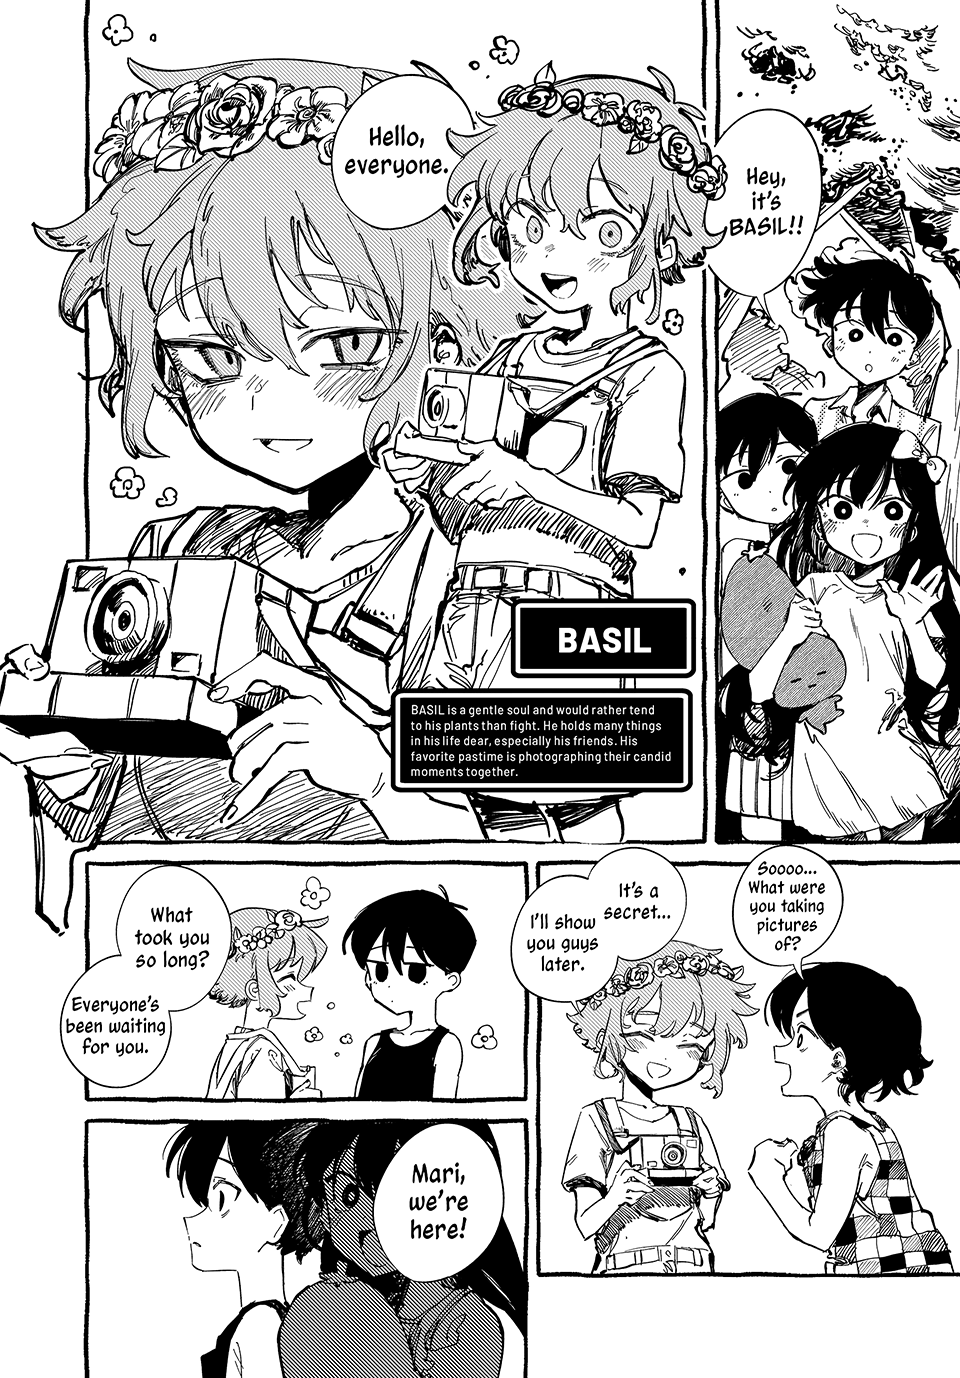 Hello,
everyone.
Hey,
it's
BASIL!!
BASIL
BASIL is a gentle soul and would rather tend
to his plants than fight. He holds many things
in his life dear, especially his friends. His
favorite pastime is photographing their candid
moments together.
What
took you
so long?
Everyone's
been waiting
for you.
Soooo...
What were
you taking
pictures
of?
It's a
secret...
I'll show
you guys
later.
Mari,
we're
here!